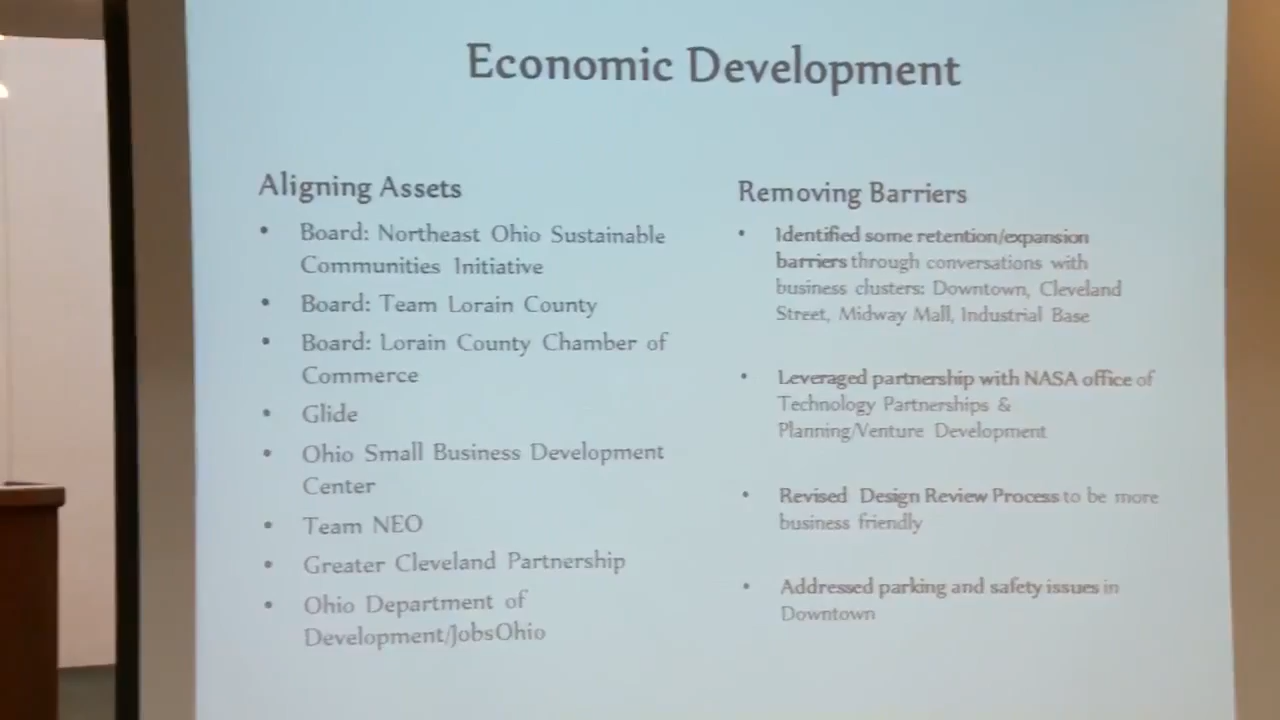 Economic Development
Aligning Assets
• Board: Northeast Ohio Sustainable
Communities Initiative
• Board: Team Lorain County
• Board: Lorain County Chamber of
Commerce
• Glide
• Ohio Small Business Development
Center
• Team NEO
• Greater Cleveland Partnership
• Ohio Department of
Development/JobsOhio
Removing Barriers
• Identified some retention/expansion
barriers through conversations with
business clusters: Downtown, Cleveland
Street, Midway Mall, Industrial Base
• Leveraged partnership with NASA office of
Technology Partnerships &
Planning/Venture Development
• Revised Design Review Process to be more
business friendly
• Addressed parking and safety issues in
Downtown